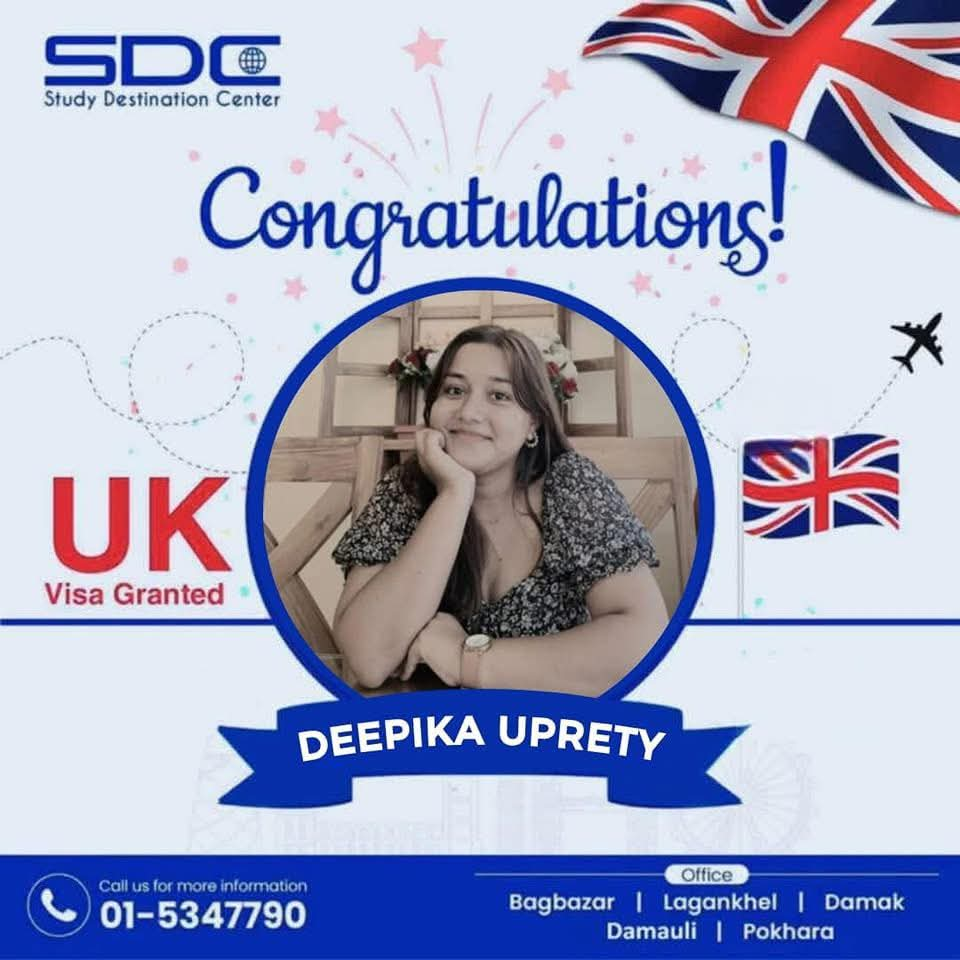 SDC
Study Destination Center
Congratulations!
UK
Visa Granted
DEEPIKA UPRETY
Call us for more information
01-5347790
Office
Bagbazar | Lagankhel | Damak
Damauli | Pokhara